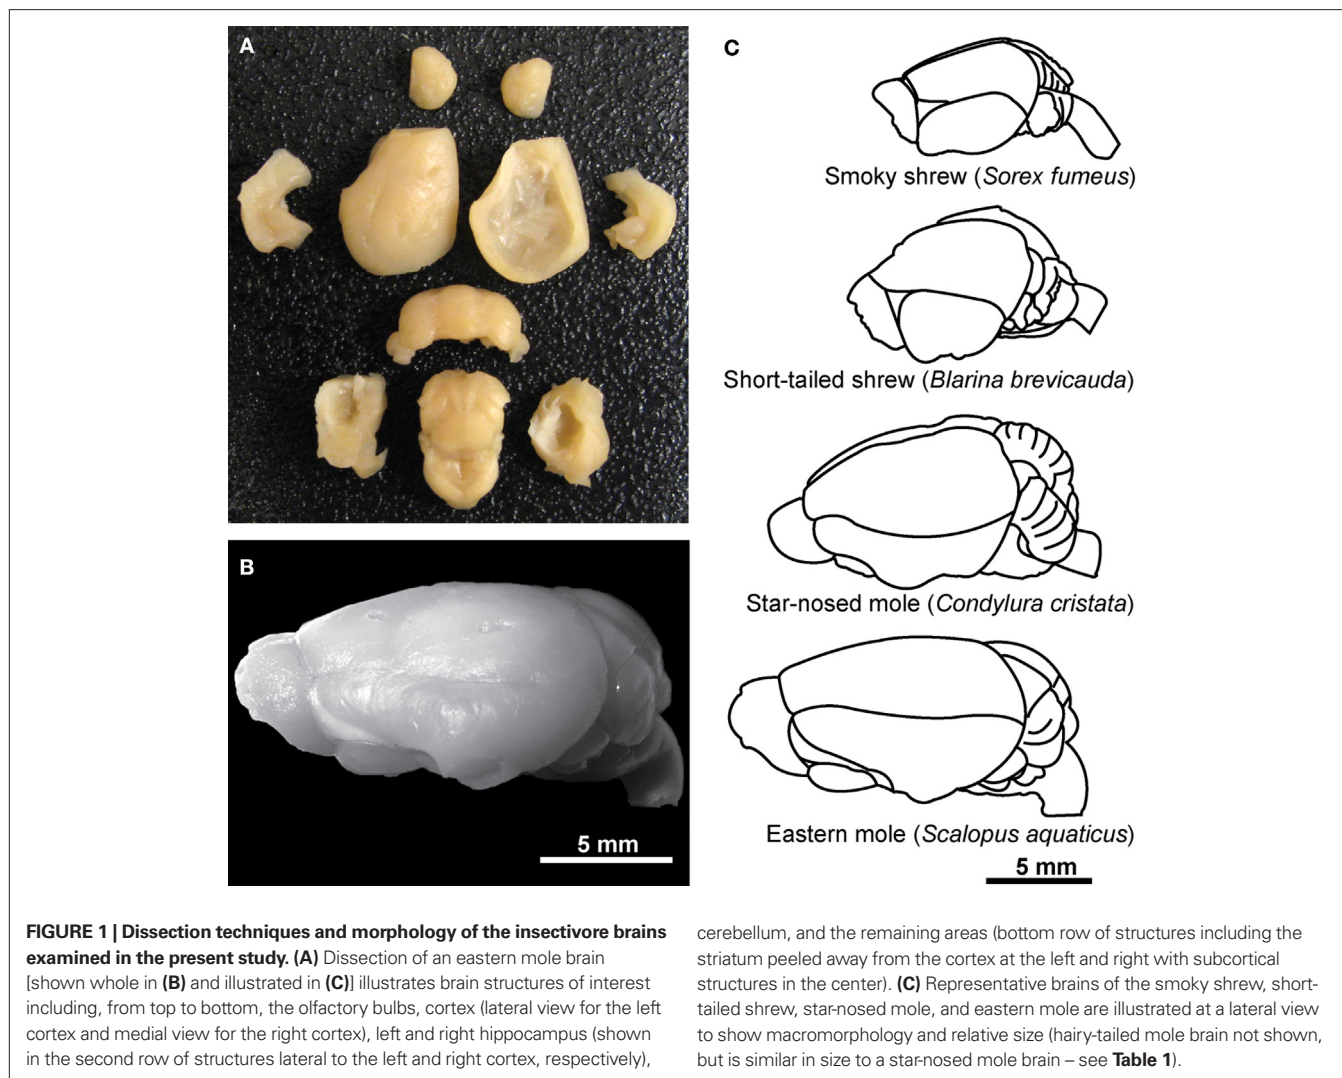 A
B
5 mm
C
Smoky shrew (Sorex fumeus)
Short-tailed shrew (Blarina brevicauda)
Star-nosed mole (Condylura cristata)
Eastern mole (Scalopus aquaticus)
5 mm
FIGURE 1 | Dissection techniques and morphology of the insectivore brains
examined in the present study. (A) Dissection of an eastern mole brain
[shown whole in (B) and illustrated in (C)] illustrates brain structures of interest
including, from top to bottom, the olfactory bulbs, cortex (lateral view for the left
cortex and medial view for the right cortex), left and right hippocampus (shown
in the second row of structures lateral to the left and right cortex, respectively),
cerebellum, and the remaining areas (bottom row of structures including the
striatum peeled away from the cortex at the left and right with subcortical
structures in the center). (C) Representative brains of the smoky shrew, short-
tailed shrew, star-nosed mole, and eastern mole are illustrated at a lateral view
to show macromorphology and relative size (hairy-tailed mole brain not shown,
but is similar in size to a star-nosed mole brain – see Table 1).